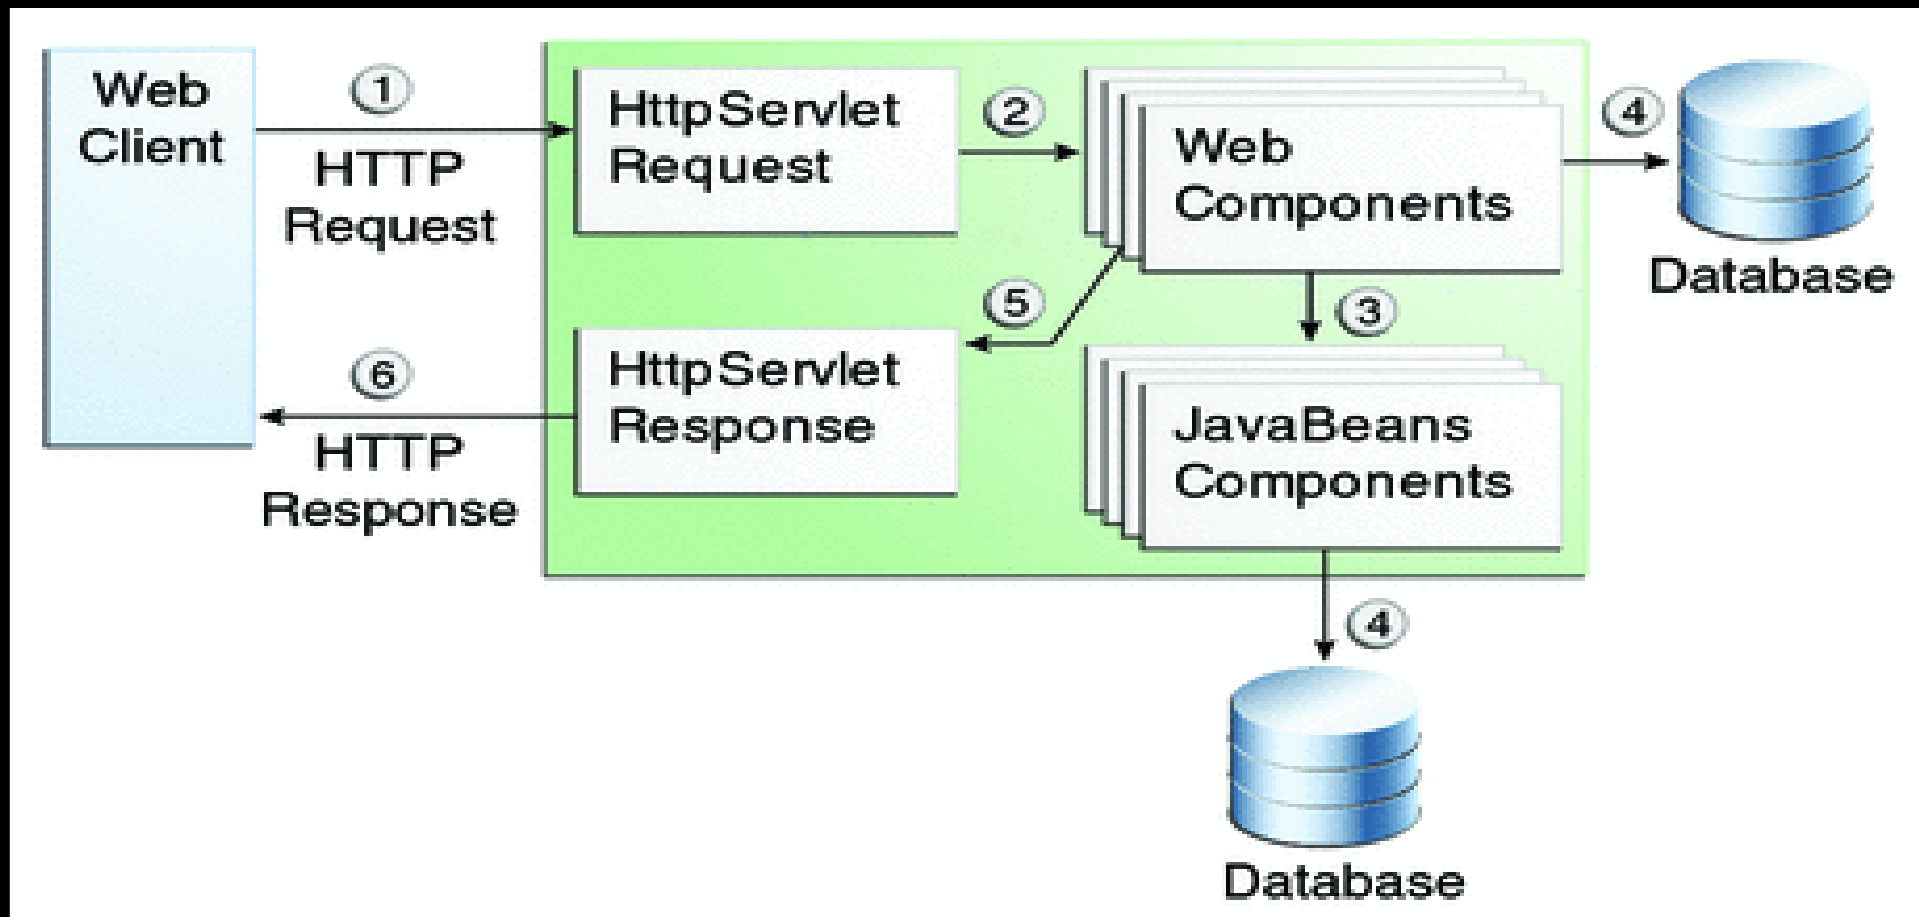 Web
Client
1
HTTP
Request
HttpServlet
Request
2
Web
Components
4
Database
3
5
HttpServlet
Response
6
HTTP
Response
JavaBeans
Components
4
Database